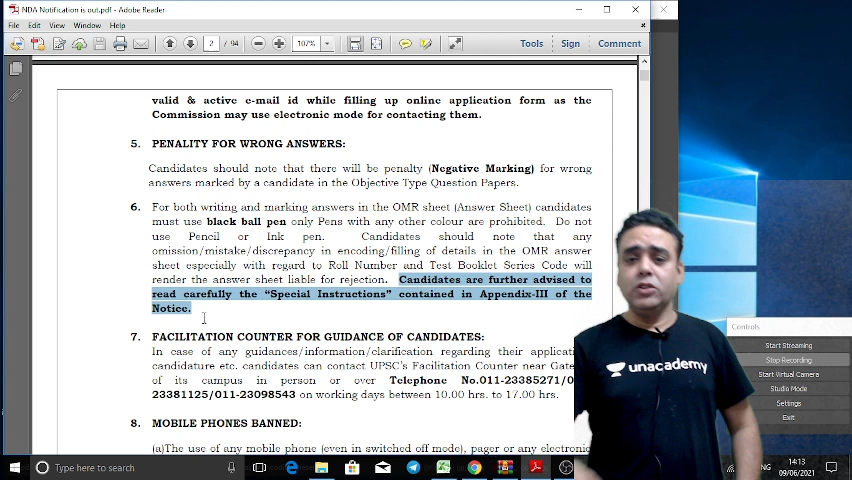 NDA Notification is out.pdf - Adobe Reader
File Edit View Window Help
2 / 94 107% Tools Sign Comment
valid & active e-mail id while filling up online application form as the
Commission may use electronic mode for contacting them.
5. PENALITY FOR WRONG ANSWERS:
Candidates should note that there will be penalty (Negative Marking) for wrong
answers marked by a candidate in the Objective Type Question Papers.
6. For both writing and marking answers in the OMR sheet (Answer Sheet) candidates
must use black ball pen only Pens with any other colour are prohibited. Do not
use Pencil or Ink pen. Candidates should note that any
omission/mistake/discrepancy in encoding/filling of details in the OMR answer
sheet especially with regard to Roll Number and Test Booklet Series Code will
render the answer sheet liable for rejection. Candidates are further advised to
read carefully the “Special Instructions” contained in Appendix-III of the
Notice.
7. FACILITATION COUNTER FOR GUIDANCE OF CANDIDATES:
In case of any guidances/information/clarification regarding their applicati
candidature etc. candidates can contact UPSC's Facilitation Counter near Gate
of its campus in person or over Telephone No.011-23385271/0
23381125/011-23098543 on working days between 10.00 hrs. to 17.00 hrs.
8. MOBILE PHONES BANNED:
(a)The use of any mobile phone (even in switched off mode), pager or any electronic
unacademy
Controls
Start Streaming
Stop Recording
Start Virtual Camera
Studio Mode
Settings
Exit
Type here to search
ENG
14:13
09/06/2021